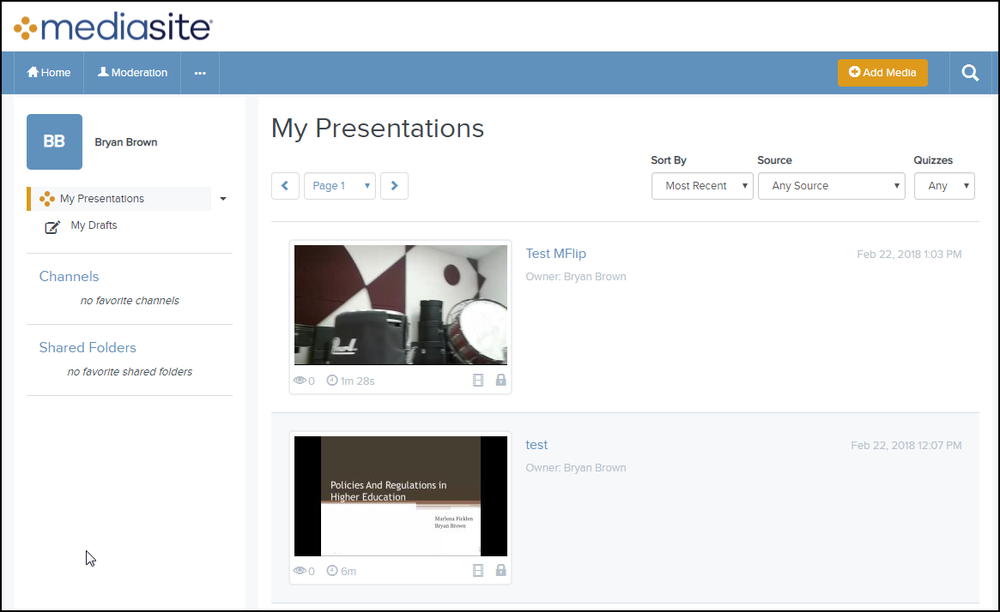 mediasite
Home
Moderation
...
Add Media
BB
Bryan Brown
My Presentations
My Drafts
Channels
no favorite channels
Shared Folders
no favorite shared folders
My Presentations
Page 1
Sort By
Most Recent
Source
Any Source
Quizzes
Any
Pearl
0
1m 28s
Test MFlip
Owner: Bryan Brown
Feb 22, 2018 1:03 PM
Policies And Regulations in
Higher Education
Marlena Ficklen
Bryan Brown
0
6m
test
Owner: Bryan Brown
Feb 22, 2018 12:07 PM